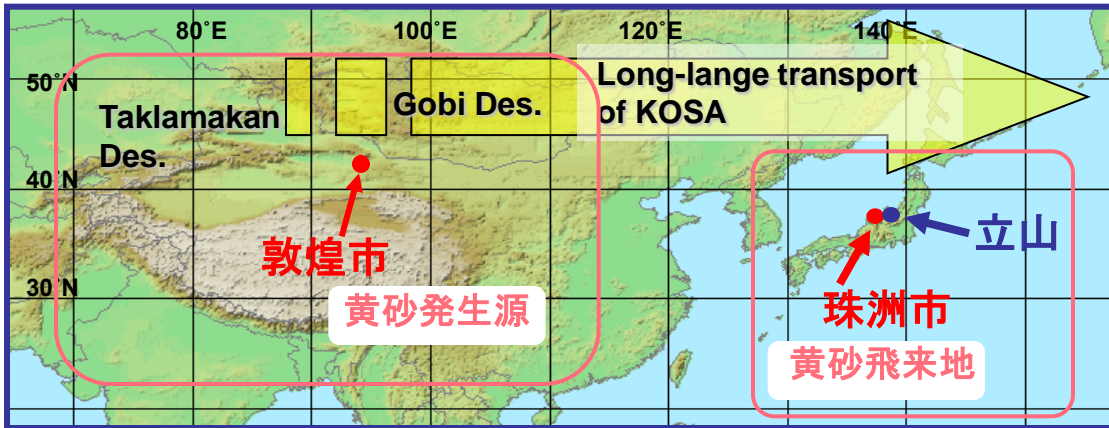 80˚E
100˚E
120˚E
140˚E
50˚N
Long-lange transport
of KOSA
Gobi Des.
Taklamakan
Des.
40˚N
立山
敦煌市
30˚N
珠洲市
黄砂発生源
黄砂飛来地